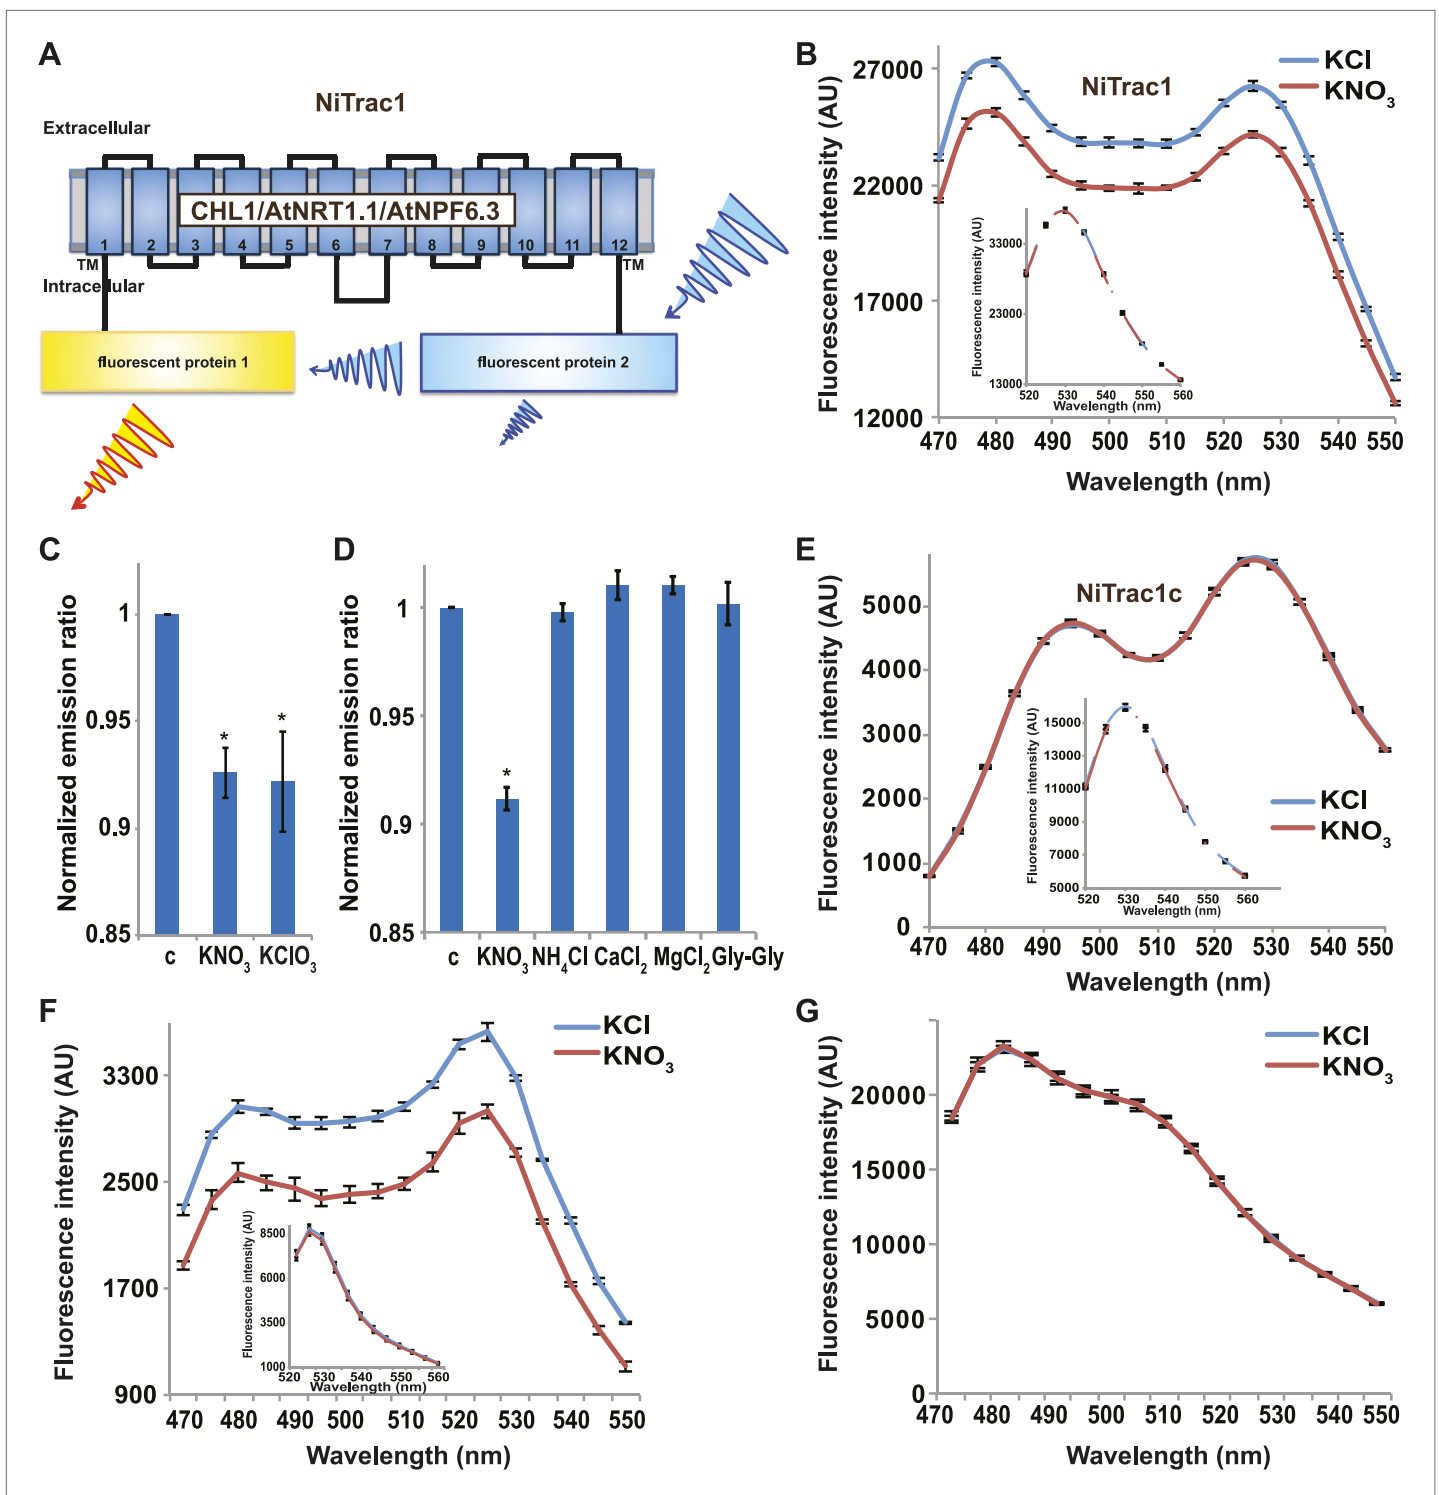 A
NiTrac1
Extracellular
CHL1/AtNRT1.1/AtNPF6.3
1 2 3 4 5 6 7 8 9 10 11 12
TM TM
Intracellular
fluorescent protein 1
fluorescent protein 2
B
NiTrac1
KCl
KNO3
Fluorescence intensity (AU)
27000
22000
17000
12000
470 480 490 500 510 520 530 540 550
Wavelength (nm)
Fluorescence intensity (AU)
33000
23000
13000
520 530 540 550 560
Wavelength (nm)
C
Normalized emission ratio
1
0.95
0.9
0.85
* *
c KNO3 KClO3
D
Normalized emission ratio
1
0.95
0.9
0.85
*
c KNO3 NH4Cl CaCl2 MgCl2 Gly-Gly
E
NiTrac1c
Fluorescence intensity (AU)
5000
4000
3000
2000
1000
0
470 480 490 500 510 520 530 540 550
Wavelength (nm)
KCl
KNO3
Fluorescence intensity (AU)
15000
13000
11000
9000
7000
5000
520 530 540 550 560
Wavelength (nm)
F
KCl
KNO3
Fluorescence intensity (AU)
3300
2500
1700
900
470 480 490 500 510 520 530 540 550
Wavelength (nm)
Fluorescence intensity (AU)
8500
6000
3500
1000
520 530 540 550 560
Wavelength (nm)
G
KCl
KNO3
Fluorescence intensity (AU)
20000
15000
10000
5000
0
470 480 490 500 510 520 530 540 550
Wavelength (nm)